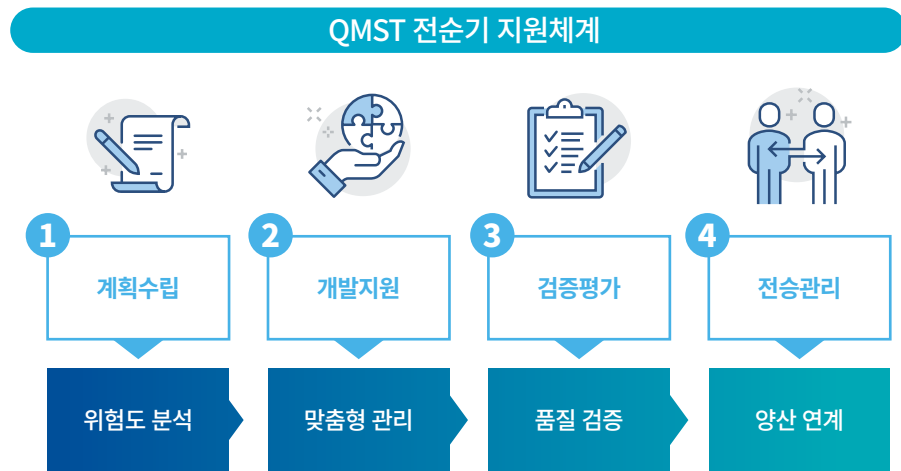 QMST 전순기 지원체계
1
계획수립
2
개발지원
3
검증평가
4
전승관리
위험도 분석
맞춤형 관리
품질 검증
양산 연계